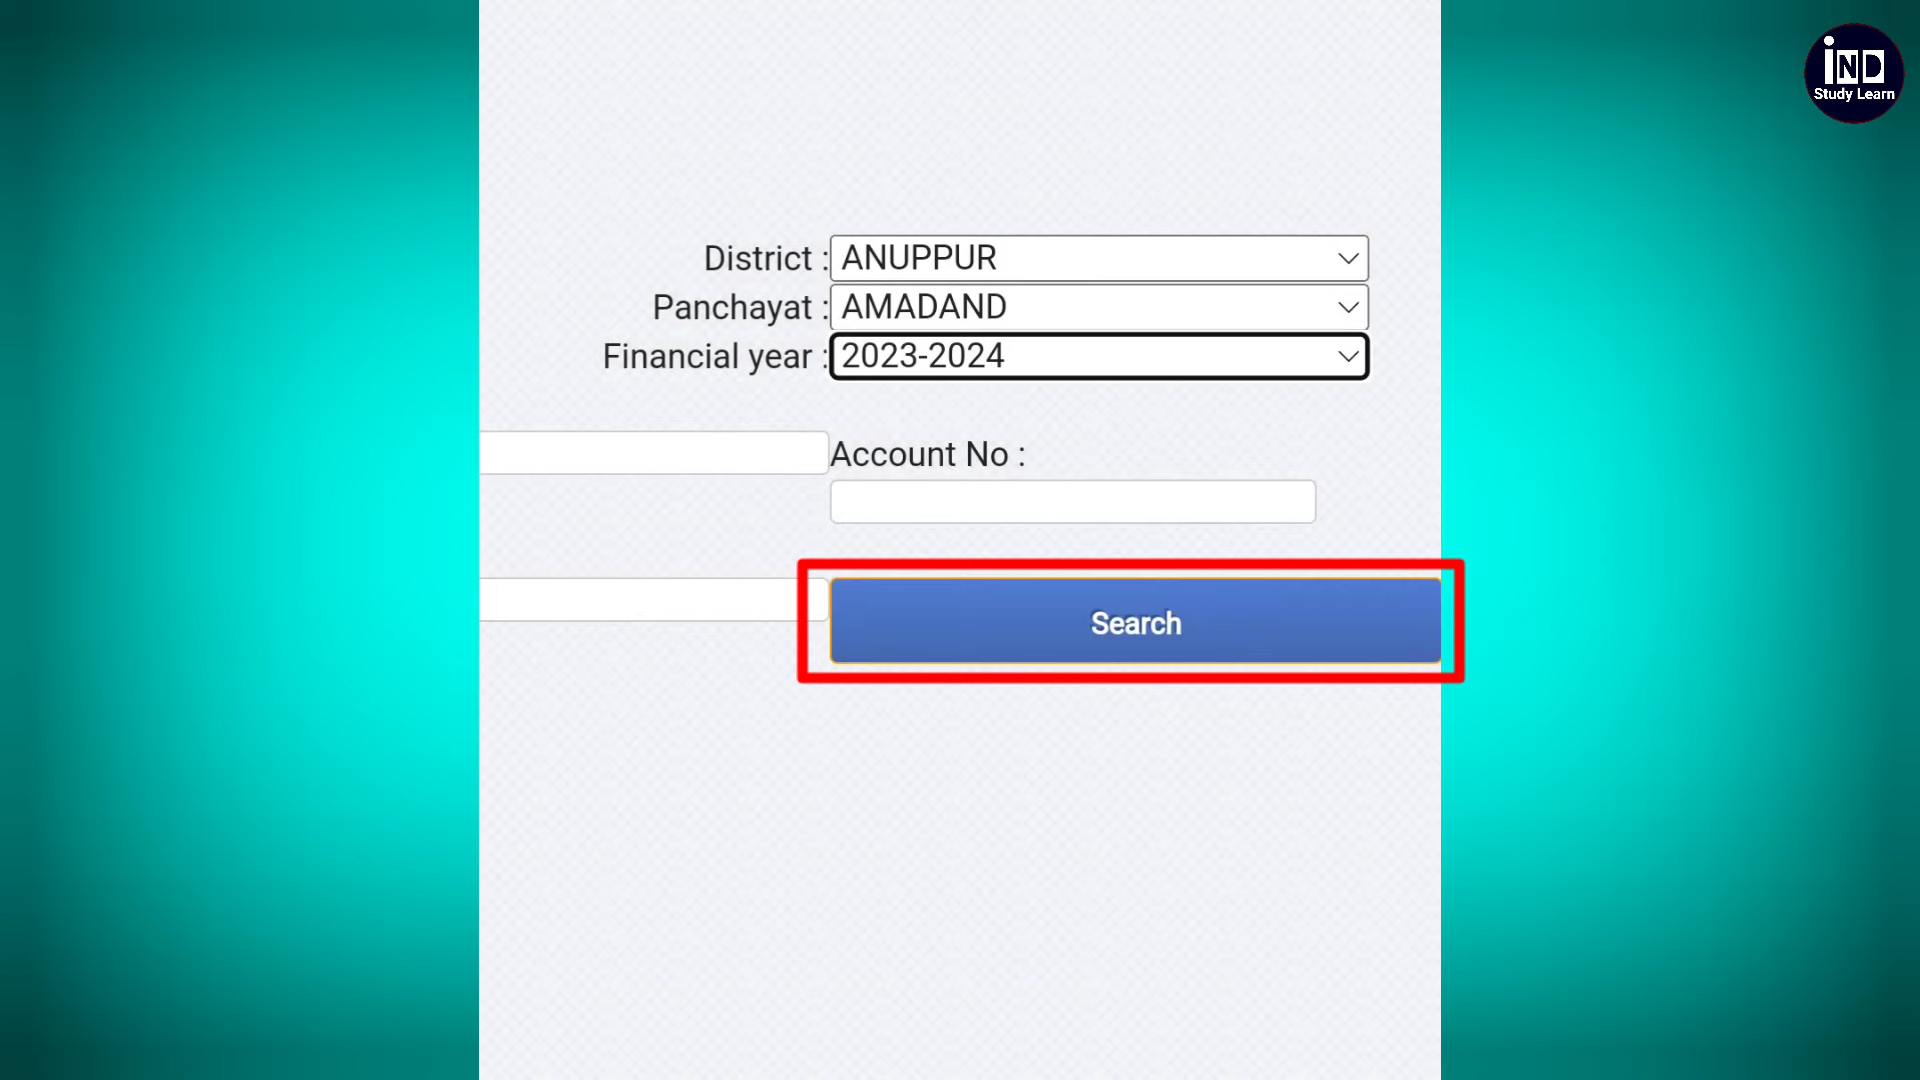 iND
Study Learn
District : ANUPPUR
Panchayat : AMADAND
Financial year : 2023-2024
Account No :
Search